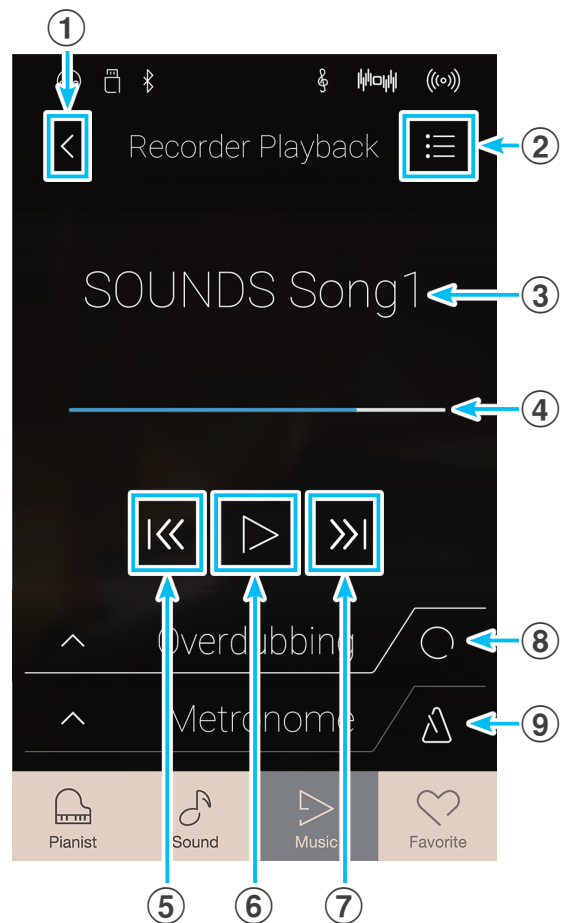 ①
Recorder Playback
②
SOUNDS Song1
③
④
Overdubbing
⑧
Metronome
⑨
Pianist Sound Music Favorite
⑤ ⑥ ⑦